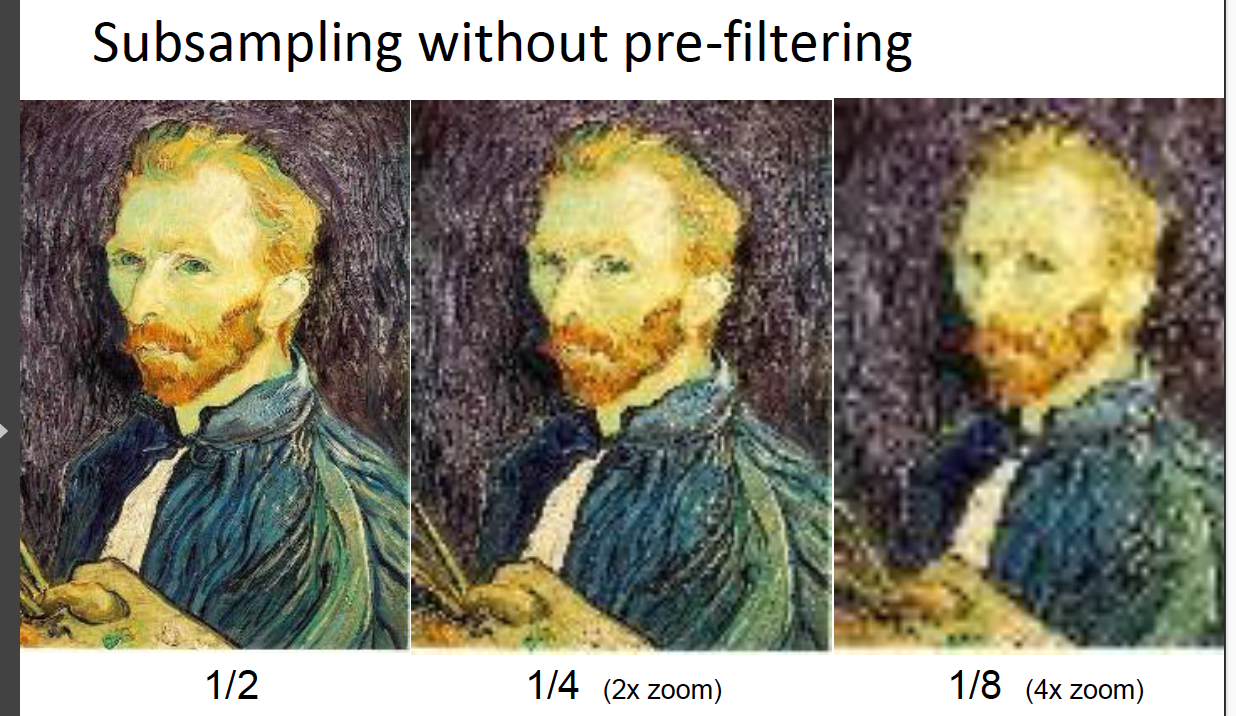 Subsampling without pre-filtering
1/2
1/4 (2x zoom)
1/8 (4x zoom)